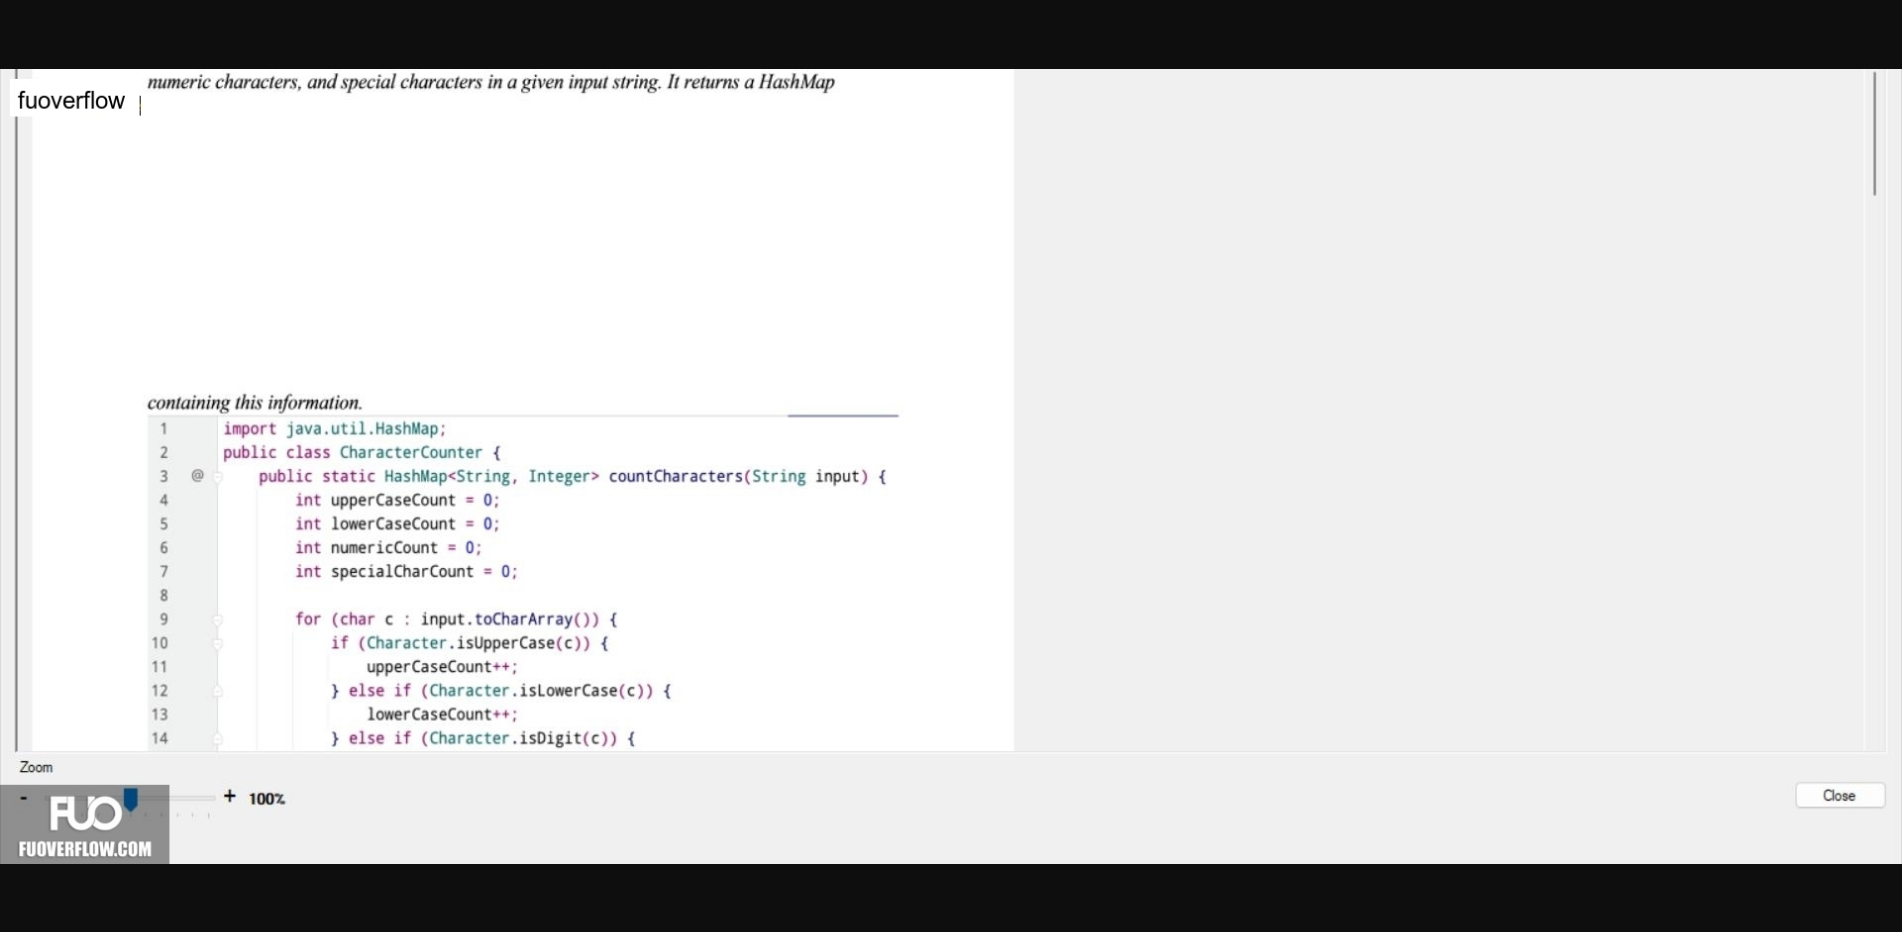 numeric characters, and special characters in a given input string. It returns a HashMap
fuoverflow
containing this information.
1 import java.util.HashMap;
2 public class CharacterCounter {
3 @ public static HashMap<String, Integer> countCharacters(String input) {
4 int upperCaseCount = 0;
5 int lowerCaseCount = 0;
6 int numericCount = 0;
7 int specialCharCount = 0;
8
9 for (char c : input.toCharArray()) {
10 if (Character.isUpperCase(c)) {
11 upperCaseCount++;
12 } else if (Character.isLowerCase(c)) {
13 lowerCaseCount++;
14 } else if (Character.isDigit(c)) {
Zoom
- + 100%
Close
FUO
FUOVERFLOW.COM